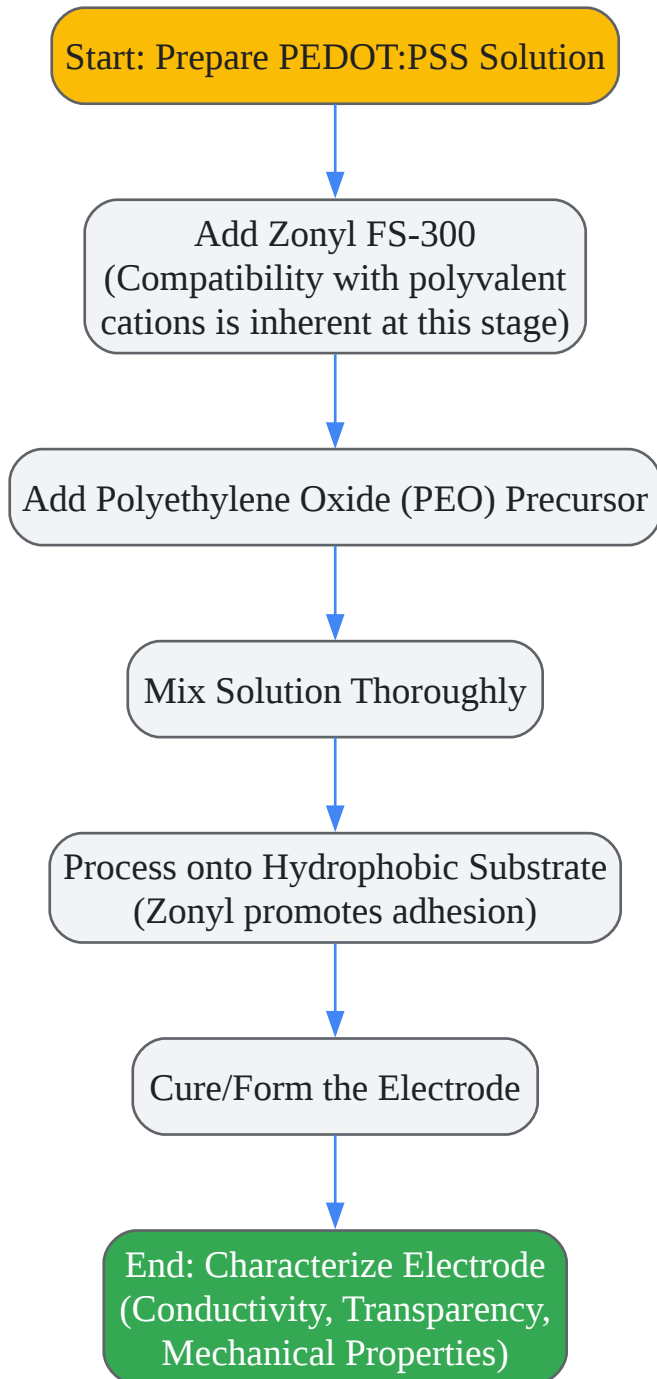 Start: Prepare PEDOT:PSS Solution
Add Zonyl FS-300
(Compatibility with polyvalent
cations is inherent at this stage)
Add Polyethylene Oxide (PEO) Precursor
Mix Solution Thoroughly
Process onto Hydrophobic Substrate
(Zonyl promotes adhesion)
Cure/Form the Electrode
End: Characterize Electrode
(Conductivity, Transparency,
Mechanical Properties)